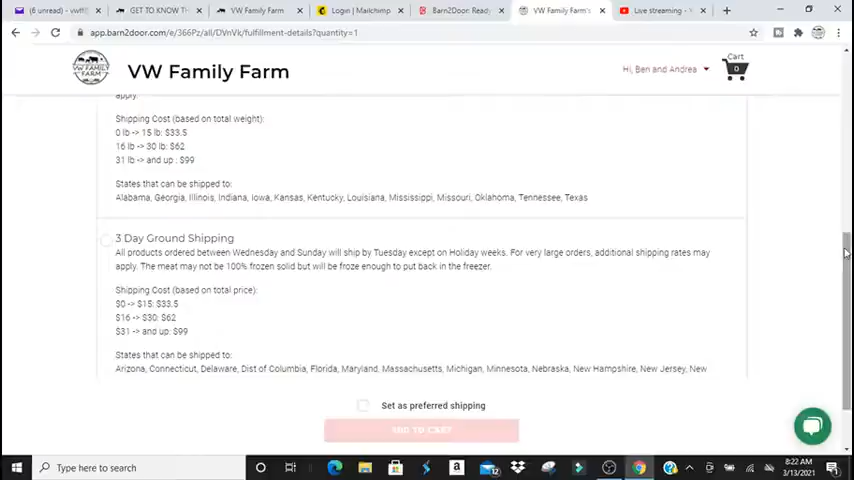 (6 unread) - vwff
GET TO KNOW TH
VW Family Farm
Login | Mailchimp
Barn2Door: Ready
VW Family Farm's
Live streaming - Y
app.barn2door.com/e/366Pz/all/DVnVk/fulfillment-details?quantity=1
VW FAMILY FARM
VW Family Farm
Hi, Ben and Andrea
Cart
0
apply.
Shipping Cost (based on total weight):
0 lb -> 15 lb: $33.5
16 lb -> 30 lb: $62
31 lb -> and up : $99
States that can be shipped to:
Alabama, Georgia, Illinois, Indiana, Iowa, Kansas, Kentucky, Louisiana, Mississippi, Missouri, Oklahoma, Tennessee, Texas
3 Day Ground Shipping
All products ordered between Wednesday and Sunday will ship by Tuesday except on Holiday weeks. For very large orders, additional shipping rates may
apply. The meat may not be 100% frozen solid but will be froze enough to put back in the freezer.
Shipping Cost (based on total price):
$0 -> $15: $33.5
$16 -> $30: $62
$31 -> and up: $99
States that can be shipped to:
Arizona, Connecticut, Delaware, Dist of Columbia, Florida, Maryland, Massachusetts, Michigan, Minnesota, Nebraska, New Hampshire, New Jersey, New
Set as preferred shipping
ADD TO CART
Type here to search
12
8:22 AM
3/13/2021
1